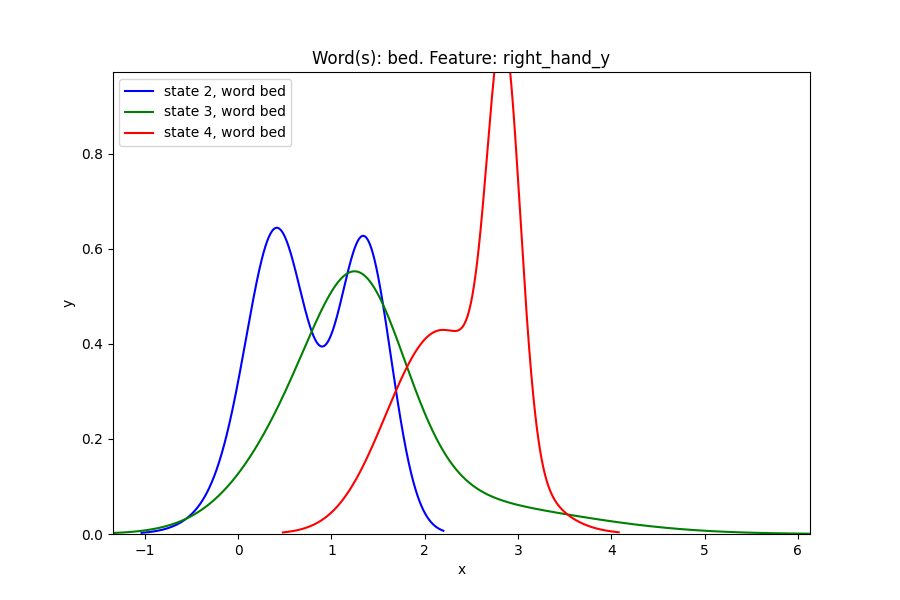 Word(s): bed. Feature: right_hand_y
state 2, word bed
state 3, word bed
state 4, word bed
y
0.8
0.6
0.4
0.2
0.0
−1 0 1 2 3 4 5 6
x